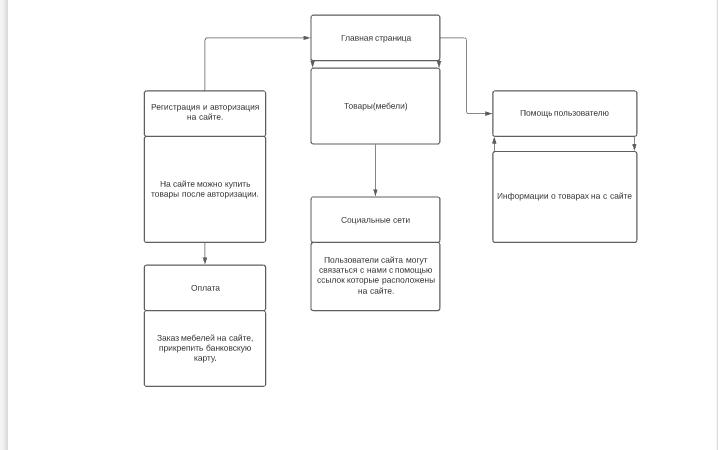 Главная страница
Регистрация и авторизация
на сайте.
Товары(мебели)
Помощь пользователю
На сайте можно купить
товары после авторизации.
Информации о товарах на с сайте
Социальные сети
Пользователи сайта могут
связаться с нами с помощью
ссылок которые расположены
на сайте.
Оплата
Заказ мебелей на сайте,
прикрепить банковскую
карту.